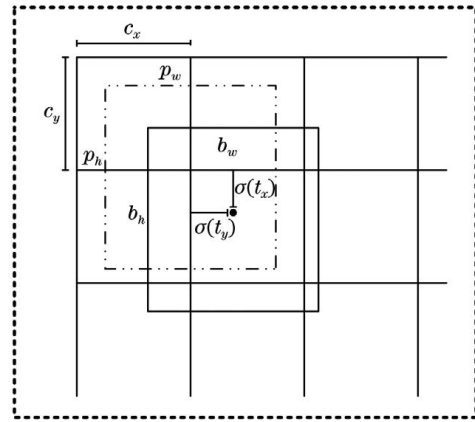 c_x
p_w
c_y
b_w
p_h
σ(t_x)
b_h
σ(t_y)